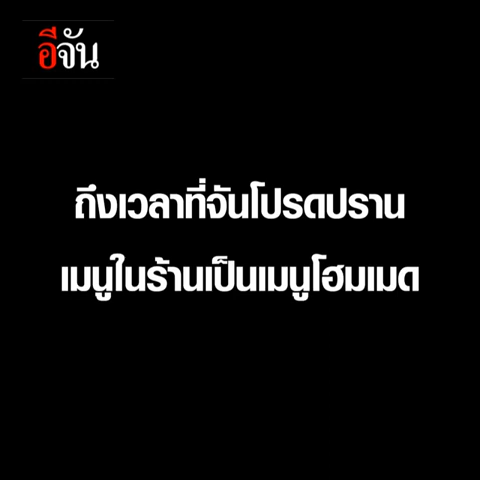 อีจัน
ถึงเวลาที่จันโปรดปราน
เมนูในร้านเป็นเมนูโฮมเมด